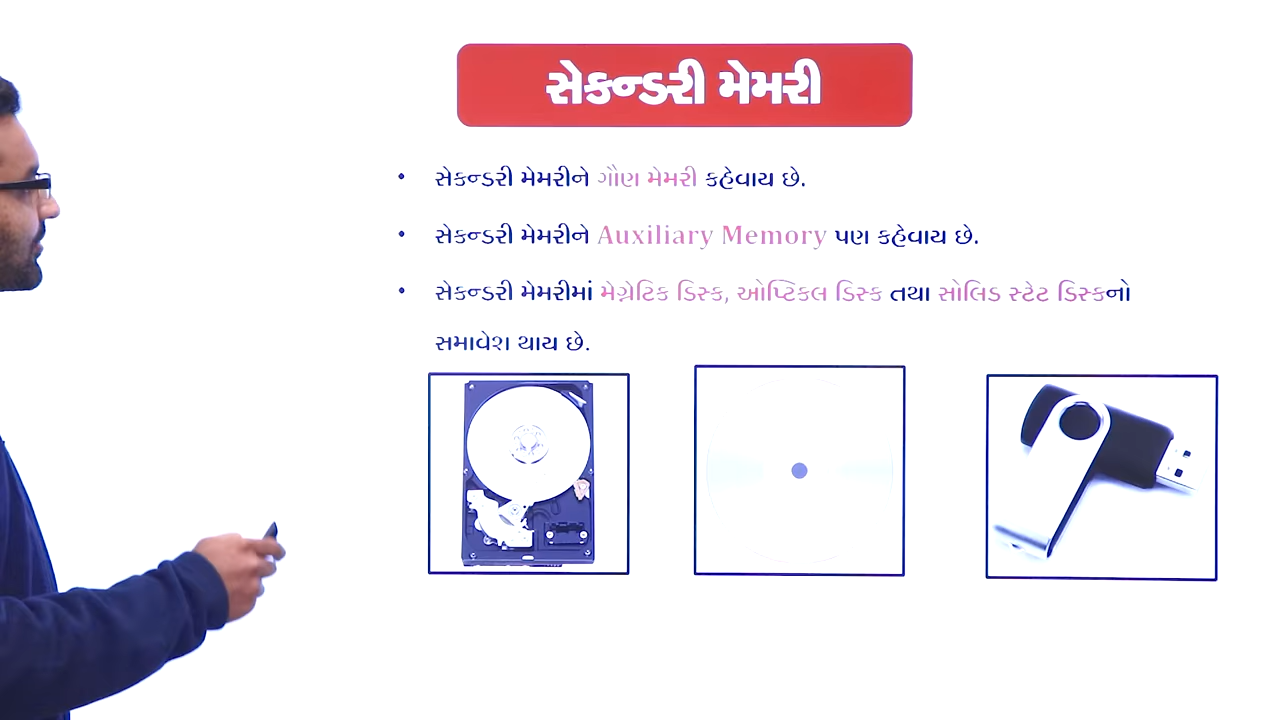 સેકન્ડરી મેમરી
• સેકન્ડરી મેમરીને ગૌણ મેમરી કહેવાય છે.
• સેકન્ડરી મેમરીને Auxiliary Memory પણ કહેવાય છે.
• સેકન્ડરી મેમરીમાં મેગ્નેટિક ડિસ્ક, ઓપ્ટિકલ ડિસ્ક તથા સોલિડ સ્ટેટ ડિસ્કનો
સમાવેશ થાય છે.